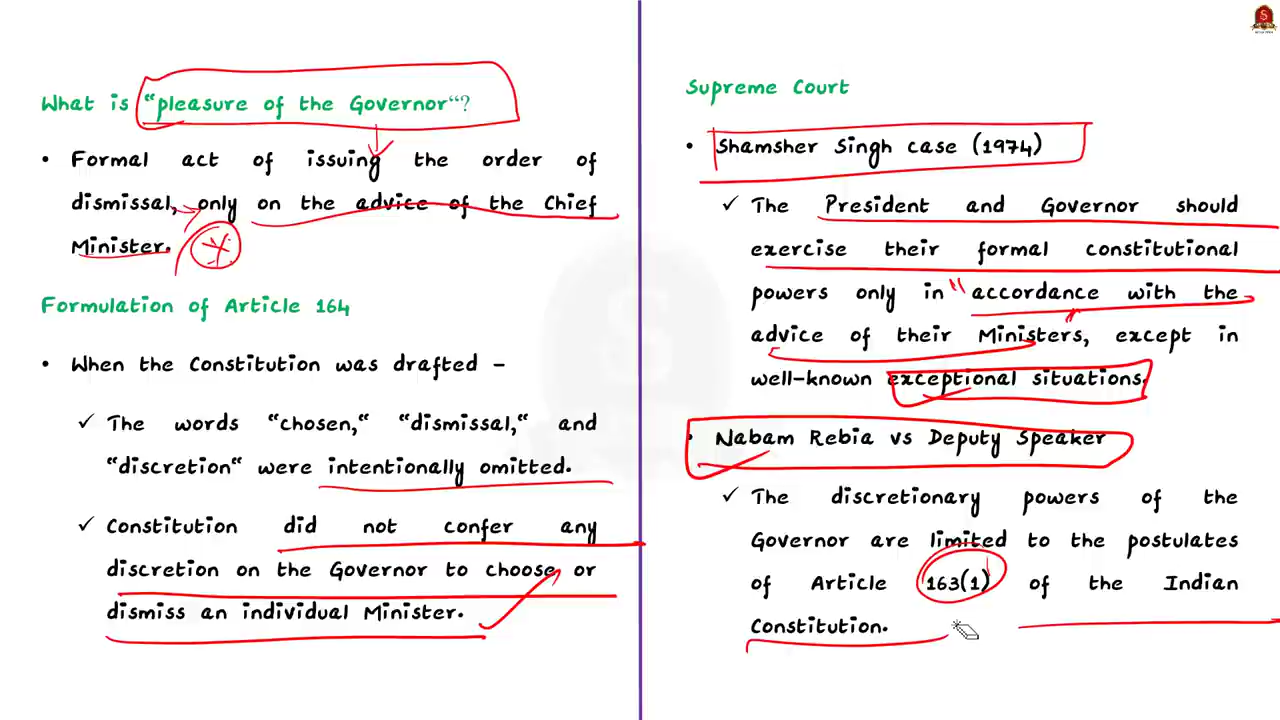 What is “pleasure of the Governor“?
• Formal act of issuing the order of
dismissal, only on the advice of the Chief
Minister.
Formulation of Article 164
• When the Constitution was drafted –
✓ The words “chosen,“ “dismissal,“ and
“discretion“ were intentionally omitted.
✓ Constitution did not confer any
discretion on the Governor to choose or
dismiss an individual Minister.
Supreme Court
• Shamsher Singh case (1974)
✓ The President and Governor should
exercise their formal constitutional
powers only in accordance with the
advice of their Ministers, except in
well-known exceptional situations.
• Nabam Rebia vs Deputy Speaker
✓ The discretionary powers of the
Governor are limited to the postulates
of Article 163(1) of the Indian
Constitution.